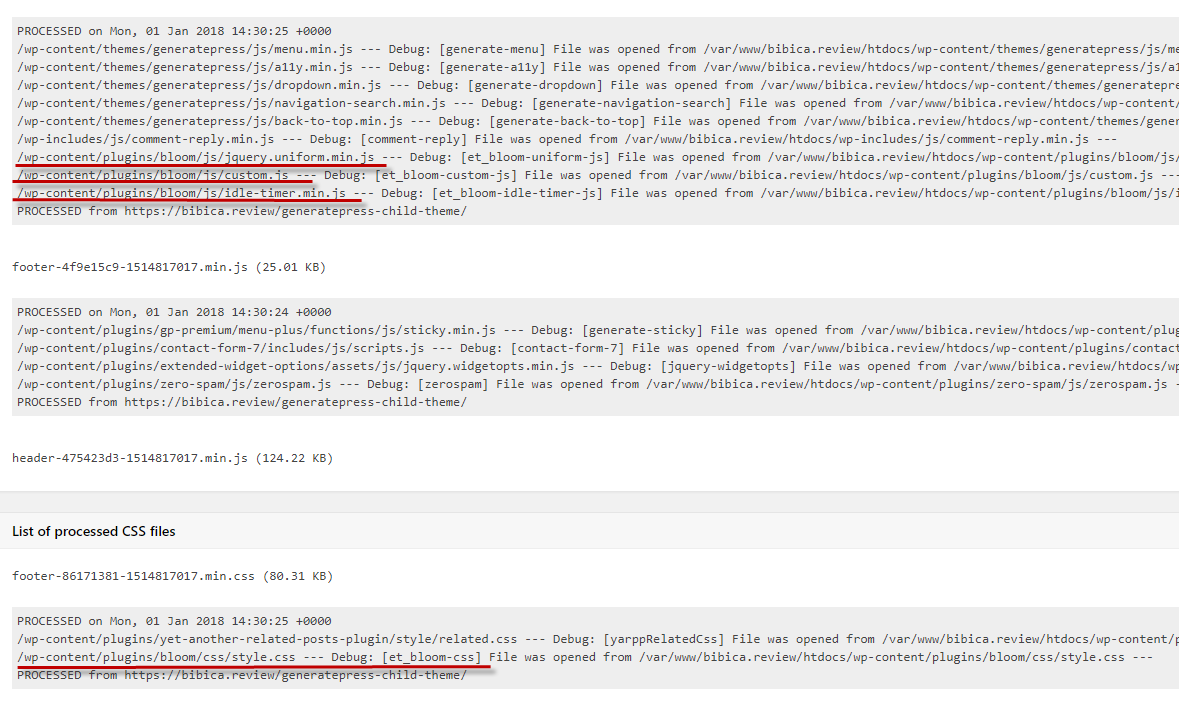 PROCESSED on Mon, 01 Jan 2018 14:30:25 +0000
/wp-content/themes/generatepress/js/menu.min.js --- Debug: [generate-menu] File was opened from /var/www/bibica.review/htdocs/wp-content/themes/generatepress/js/me
/wp-content/themes/generatepress/js/a11y.min.js --- Debug: [generate-a11y] File was opened from /var/www/bibica.review/htdocs/wp-content/themes/generatepress/js/a1
/wp-content/themes/generatepress/js/dropdown.min.js --- Debug: [generate-dropdown] File was opened from /var/www/bibica.review/htdocs/wp-content/themes/generatepre
/wp-content/themes/generatepress/js/navigation-search.min.js --- Debug: [generate-navigation-search] File was opened from /var/www/bibica.review/htdocs/wp-content/
/wp-content/themes/generatepress/js/back-to-top.min.js --- Debug: [generate-back-to-top] File was opened from /var/www/bibica.review/htdocs/wp-content/themes/gener
/wp-includes/js/comment-reply.min.js --- Debug: [comment-reply] File was opened from /var/www/bibica.review/htdocs/wp-includes/js/comment-reply.min.js ---
/wp-content/plugins/bloom/js/jquery.uniform.min.js --- Debug: [et_bloom-uniform-js] File was opened from /var/www/bibica.review/htdocs/wp-content/plugins/bloom/js/
/wp-content/plugins/bloom/js/custom.js --- Debug: [et_bloom-custom-js] File was opened from /var/www/bibica.review/htdocs/wp-content/plugins/bloom/js/custom.js ---
/wp-content/plugins/bloom/js/idle-timer.min.js --- Debug: [et_bloom-idle-timer-js] File was opened from /var/www/bibica.review/htdocs/wp-content/plugins/bloom/js/i
PROCESSED from https://bibica.review/generatepress-child-theme/
footer-4f9e15c9-1514817017.min.js (25.01 KB)
PROCESSED on Mon, 01 Jan 2018 14:30:24 +0000
/wp-content/plugins/gp-premium/menu-plus/functions/js/sticky.min.js --- Debug: [generate-sticky] File was opened from /var/www/bibica.review/htdocs/wp-content/plug
/wp-content/plugins/contact-form-7/includes/js/scripts.js --- Debug: [contact-form-7] File was opened from /var/www/bibica.review/htdocs/wp-content/plugins/contact
/wp-content/plugins/extended-widget-options/assets/js/jquery.widgetopts.min.js --- Debug: [jquery-widgetopts] File was opened from /var/www/bibica.review/htdocs/wp
/wp-content/plugins/zero-spam/js/zerospam.js --- Debug: [zerospam] File was opened from /var/www/bibica.review/htdocs/wp-content/plugins/zero-spam/js/zerospam.js -
PROCESSED from https://bibica.review/generatepress-child-theme/
header-475423d3-1514817017.min.js (124.22 KB)
List of processed CSS files
footer-86171381-1514817017.min.css (80.31 KB)
PROCESSED on Mon, 01 Jan 2018 14:30:25 +0000
/wp-content/plugins/yet-another-related-posts-plugin/style/related.css --- Debug: [yarppRelatedCss] File was opened from /var/www/bibica.review/htdocs/wp-content/p
/wp-content/plugins/bloom/css/style.css --- Debug: [et_bloom-css] File was opened from /var/www/bibica.review/htdocs/wp-content/plugins/bloom/css/style.css ---
PROCESSED from https://bibica.review/generatepress-child-theme/